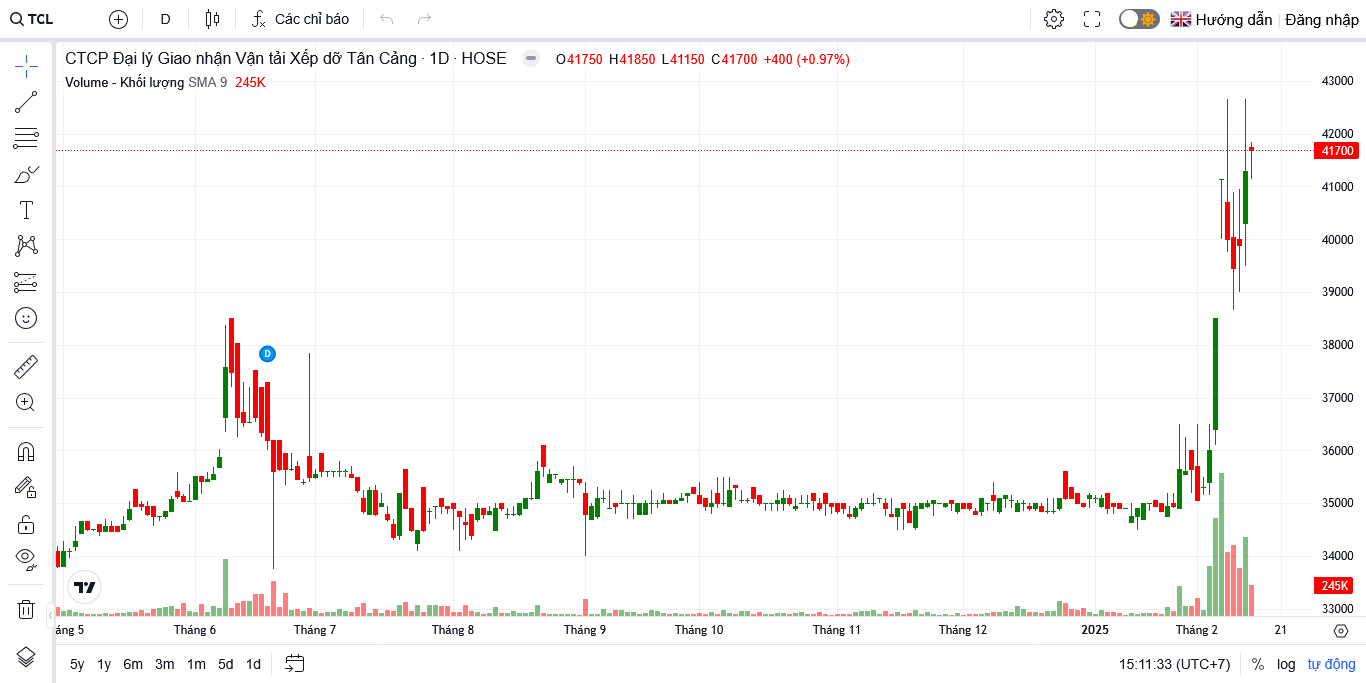 TCL D Các chỉ báo Hướng dẫn Đăng nhập
CTCP Đại lý Giao nhận Vận tải Xếp dỡ Tân Cảng · 1D · HOSE O41750 H41850 L41150 C41700 +400 (+0.97%)
Volume - Khối lượng SMA 9 245K
43000
42000
41700
41000
40000
39000
38000
D
37000
36000
35000
34000
245K
33000
áng 5 Tháng 6 Tháng 7 Tháng 8 Tháng 9 Tháng 10 Tháng 11 Tháng 12 2025 Tháng 2 21
5y 1y 6m 3m 1m 5d 1d 15:11:33 (UTC+7) % log tự động